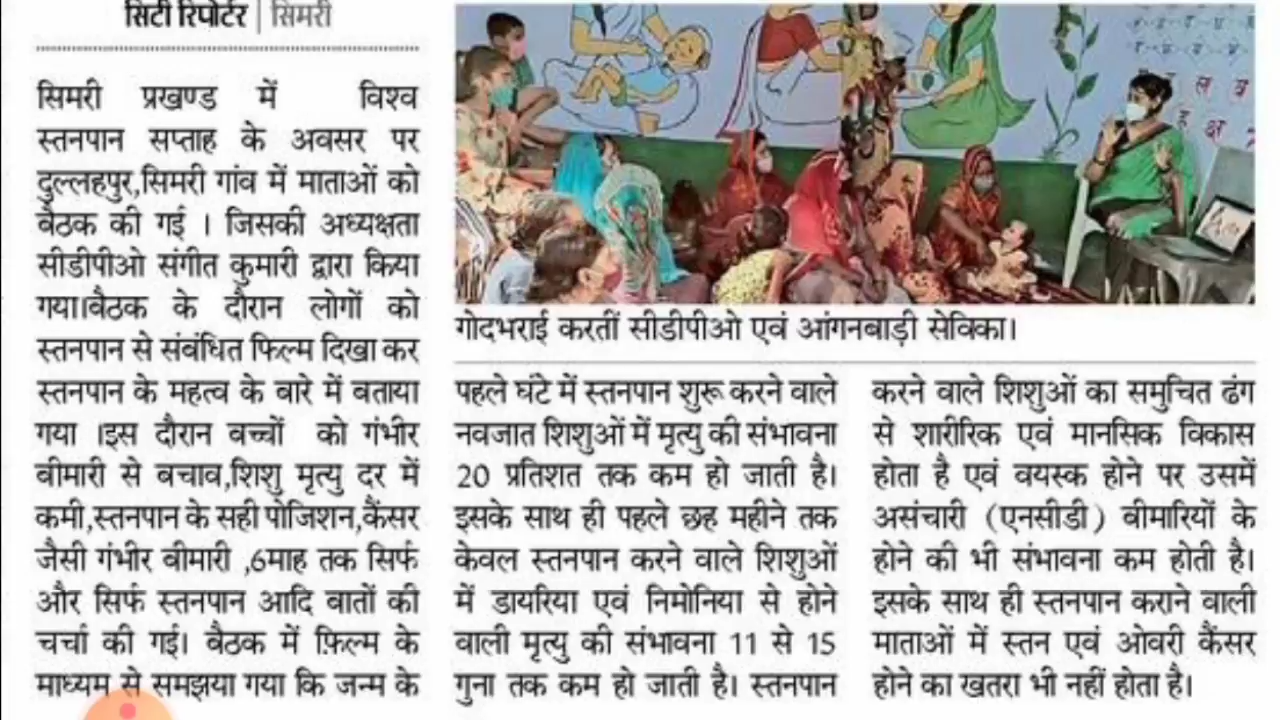 सिटी रिपोर्टर | सिमरी
सिमरी प्रखण्ड में विश्व
स्तनपान सप्ताह के अवसर पर
दुल्लहपुर,सिमरी गांव में माताओं को
बैठक की गई । जिसकी अध्यक्षता
सीडीपीओ संगीत कुमारी द्वारा किया
गया।बैठक के दौरान लोगों को
स्तनपान से संबंधित फिल्म दिखा कर
स्तनपान के महत्व के बारे में बताया
गया ।इस दौरान बच्चों को गंभीर
बीमारी से बचाव,शिशु मृत्यु दर में
कमी,स्तनपान के सही पोजिशन,कैंसर
जैसी गंभीर बीमारी ,6माह तक सिर्फ
और सिर्फ स्तनपान आदि बातों की
चर्चा की गई। बैठक में फ़िल्म के
माध्यम से समझया गया कि जन्म के
गोदभराई करतीं सीडीपीओ एवं आंगनबाड़ी सेविका।
पहले घंटे में स्तनपान शुरू करने वाले
नवजात शिशुओं में मृत्यु की संभावना
20 प्रतिशत तक कम हो जाती है।
इसके साथ ही पहले छह महीने तक
केवल स्तनपान करने वाले शिशुओं
में डायरिया एवं निमोनिया से होने
वाली मृत्यु की संभावना 11 से 15
गुना तक कम हो जाती है। स्तनपान
करने वाले शिशुओं का समुचित ढंग
से शारीरिक एवं मानसिक विकास
होता है एवं वयस्क होने पर उसमें
असंचारी (एनसीडी) बीमारियों के
होने की भी संभावना कम होती है।
इसके साथ ही स्तनपान कराने वाली
माताओं में स्तन एवं ओवरी कैंसर
होने का खतरा भी नहीं होता है।